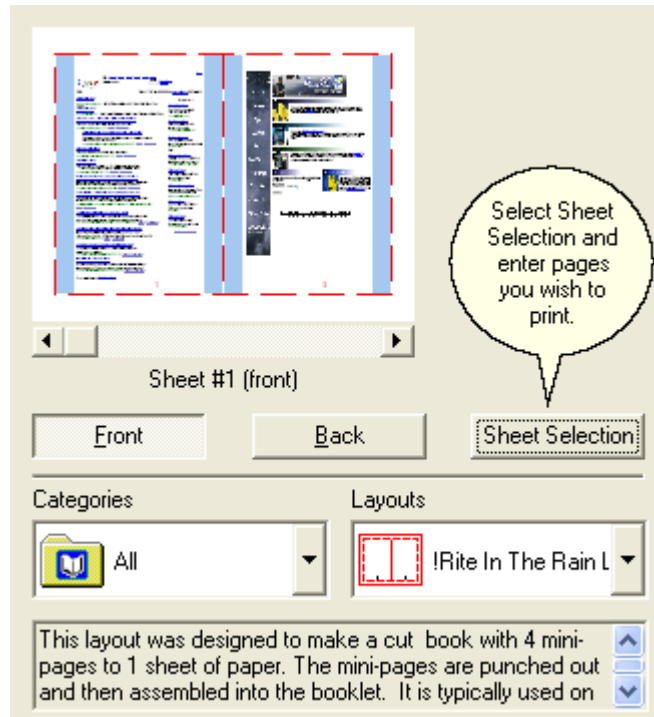 1 3
Select Sheet
Selection and
enter pages
you wish to
print.
Sheet #1 (front)
Front Back Sheet Selection
Categories Layouts
All !Rite In The Rain L
This layout was designed to make a cut book with 4 mini-
pages to 1 sheet of paper. The mini-pages are punched out
and then assembled into the booklet. It is typically used on